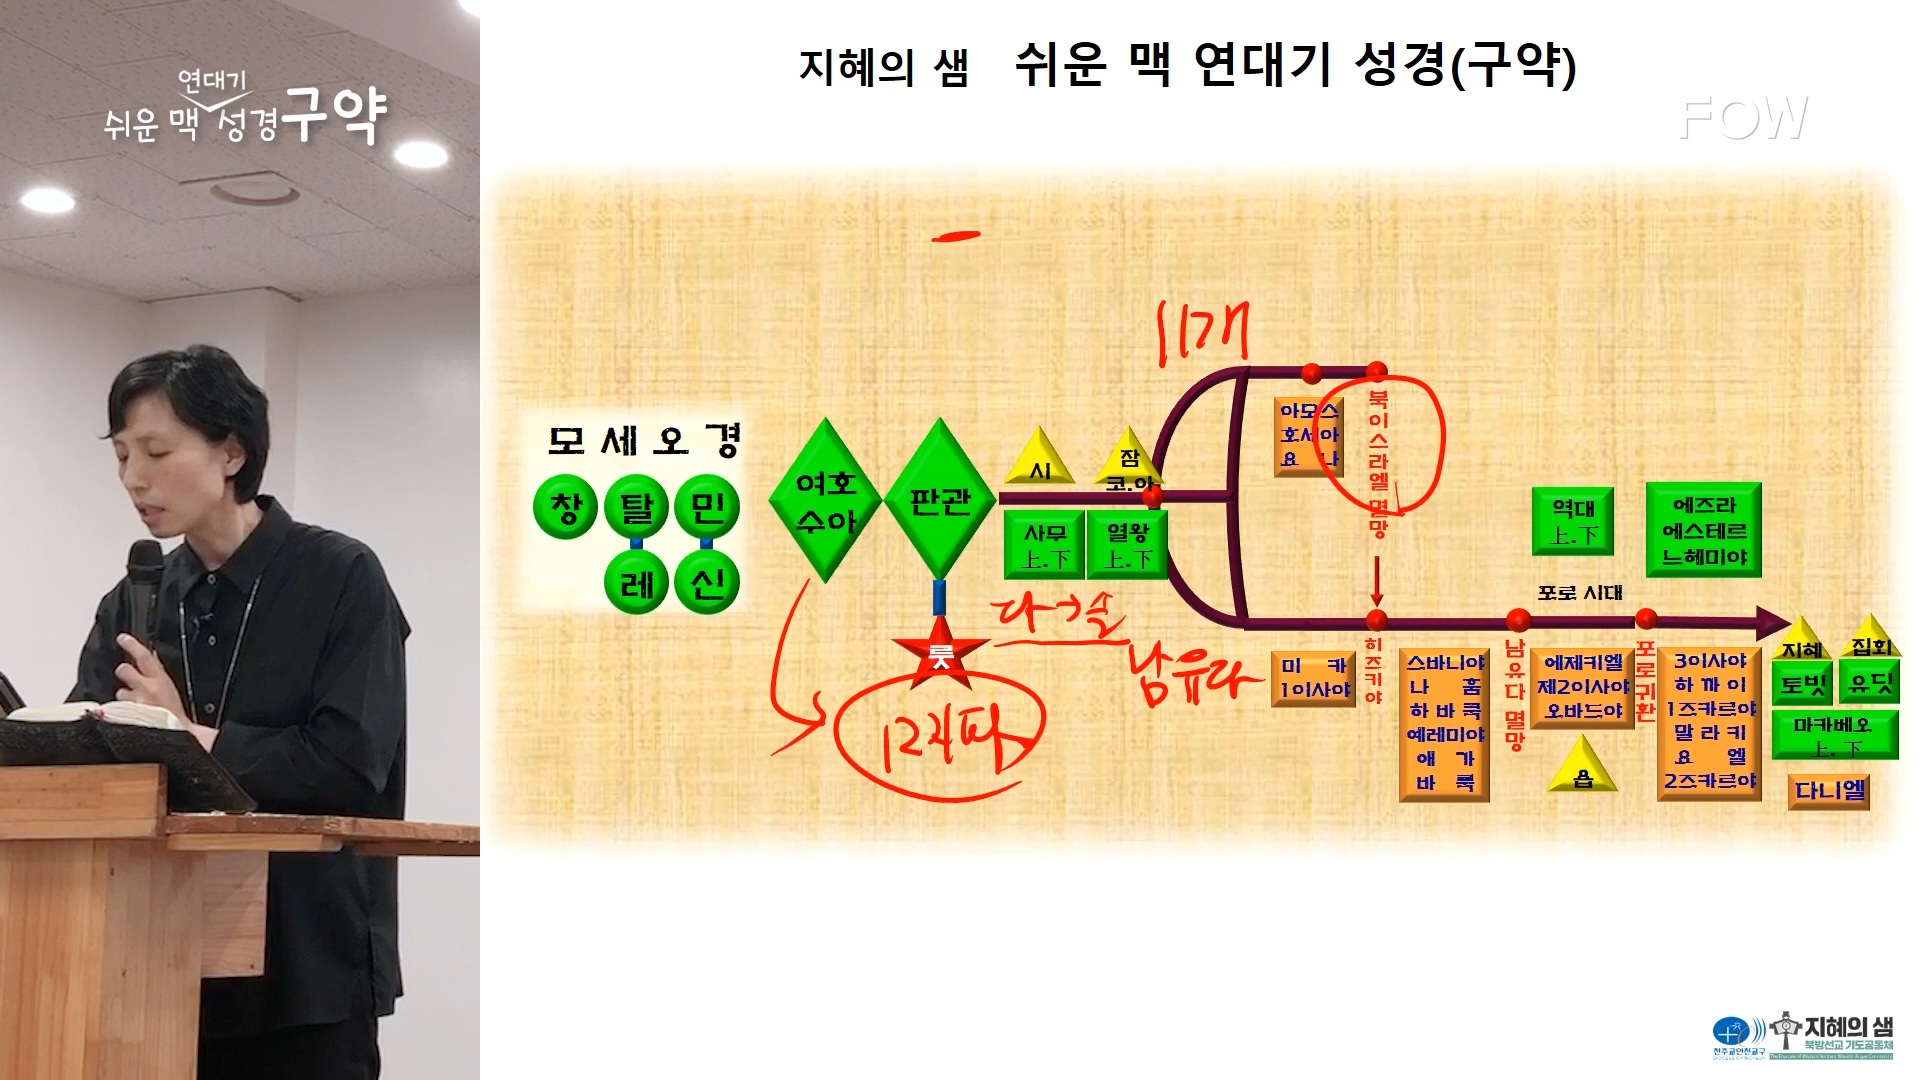 연대기
쉬운 맥 성경 구약
지혜의 샘 쉬운 맥 연대기 성경(구약)
FOW
11개
모 세 오 경
창 탈 민
레 신
여호
수아
판관
룻
시
잠
코.아
사무
上.下
열왕
上.下
다→솔
남유다
12지파
아모스
호세아
요 나
북이스라엘 멸망
히즈키야
미 카
1이사야
스바니야
나 훔
하 바 쿡
예레미야
애 가
바 룩
남유다 멸망
역대
上.下
에즈라
에스테르
느헤미야
포로 시대
에제키엘
제2이사야
오바드야
욥
포로귀환
3이사야
하 까 이
1즈카르야
말 라 키
요 엘
2즈카르야
지혜
집회
토빗
유딧
마카베오
上.下
다니엘
천주교인천교구
지혜의 샘
북방선교 기도공동체